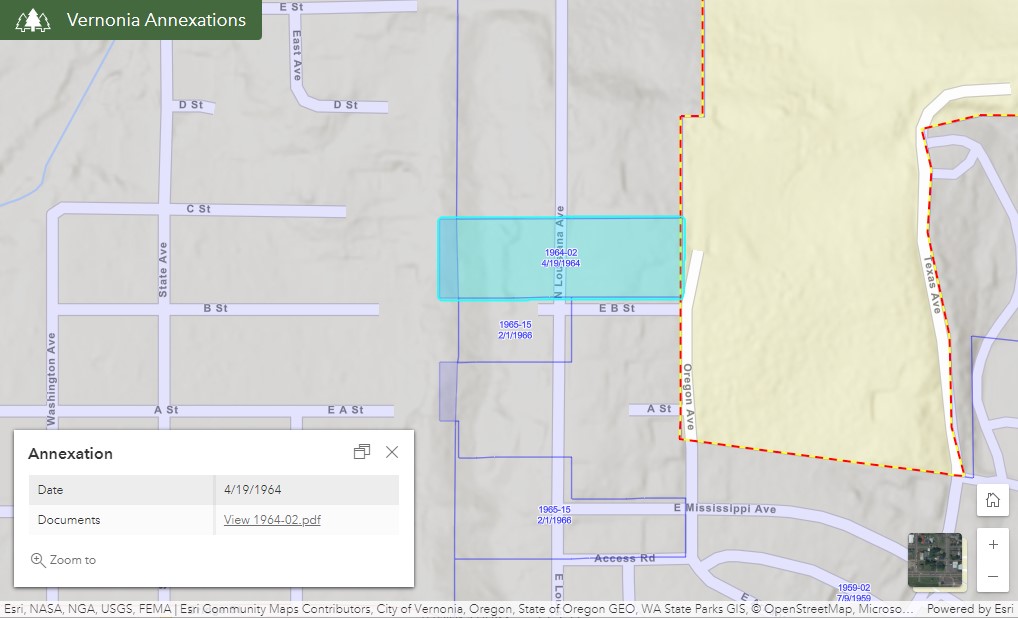 Vernonia Annexations
E St
East Ave
D St
D St
C St
State Ave
N Louisiana Ave
1964-02
4/19/1964
B St
E B St
Texas Ave
1965-15
2/1/1966
Washington Ave
Oregon Ave
A St
E A St
A St
Annexation
Date 4/19/1964
Documents View 1964-02.pdf
Zoom to
1965-15
2/1/1966
E Mississippi Ave
Access Rd
E Lou
1959-02
7/9/1959
E A
+
−
Esri, NASA, NGA, USGS, FEMA | Esri Community Maps Contributors, City of Vernonia, Oregon, State of Oregon GEO, WA State Parks GIS, © OpenStreetMap, Microso... Powered by Esri